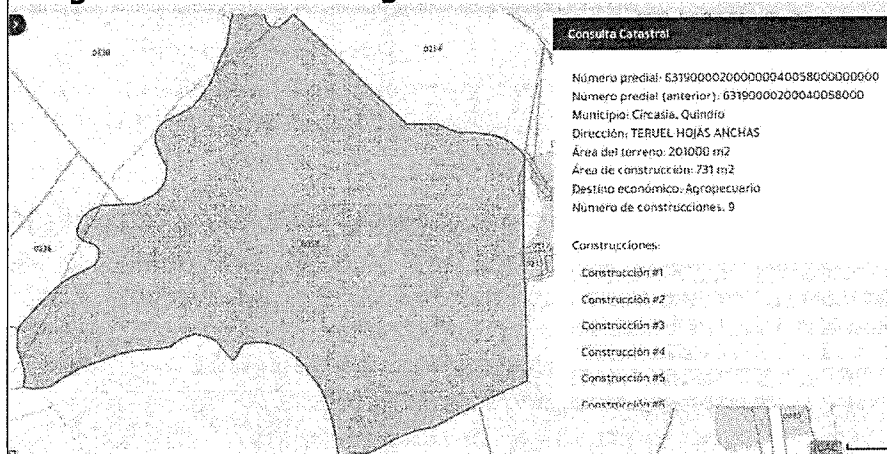 Consulta Catastral
Número predial: 631900002000000040058000000000
Número predial (anterior): 63190000200040058000
Municipio: Circasia, Quindío
Dirección: TERUEL HOJAS ANCHAS
Área del terreno: 201000 m2
Área de construcción: 731 m2
Destino económico: Agropecuario
Número de construcciones: 9
Construcciones:
Construcción #1
Construcción #2
Construcción #3
Construcción #4
Construcción #5
Construcción #6